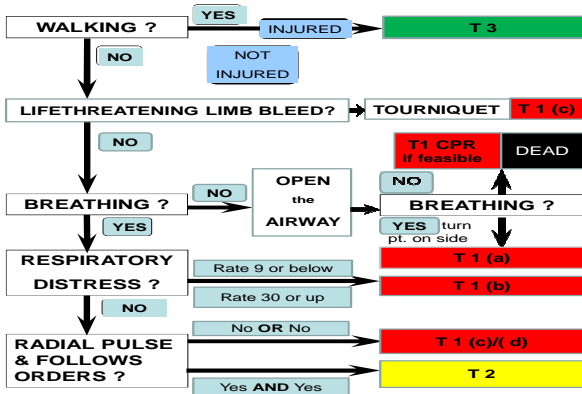 WALKING ?
YES
INJURED
T 3
NO
NOT
INJURED
LIFETHREATENING LIMB BLEED?
TOURNIQUET
T 1 (c)
NO
T1 CPR
if feasible
DEAD
BREATHING ?
NO
OPEN
the
AIRWAY
NO
BREATHING ?
YES
YES turn
pt. on side
RESPIRATORY
DISTRESS ?
Rate 9 or below
T 1 (a)
Rate 30 or up
T 1 (b)
NO
RADIAL PULSE
& FOLLOWS
ORDERS ?
No OR No
T 1 (c)/( d)
Yes AND Yes
T 2